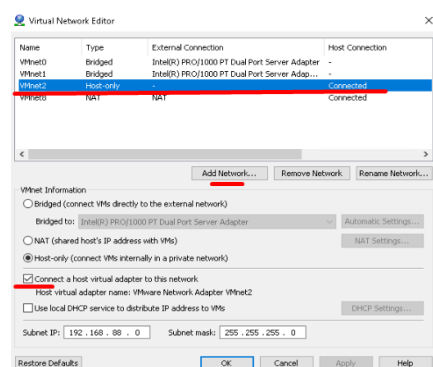 Virtual Network Editor
Name Type External Connection Host Connection
VMnet0 Bridged Intel(R) PRO/1000 PT Dual Port Server Adapter -
VMnet1 Bridged Intel(R) PRO/1000 PT Dual Port Server Adap... -
VMnet2 Host-only - Connected
VMnet8 NAT NAT Connected
Add Network... Remove Network Rename Network...
VMnet Information
Bridged (connect VMs directly to the external network)
Bridged to: Intel(R) PRO/1000 PT Dual Port Server Adapter Automatic Settings...
NAT (shared host's IP address with VMs) NAT Settings...
Host-only (connect VMs internally in a private network)
Connect a host virtual adapter to this network
Host virtual adapter name: VMware Network Adapter VMnet2
Use local DHCP service to distribute IP address to VMs DHCP Settings...
Subnet IP: 192 . 168 . 88 . 0 Subnet mask: 255 . 255 . 255 . 0
Restore Defaults OK Cancel Apply Help